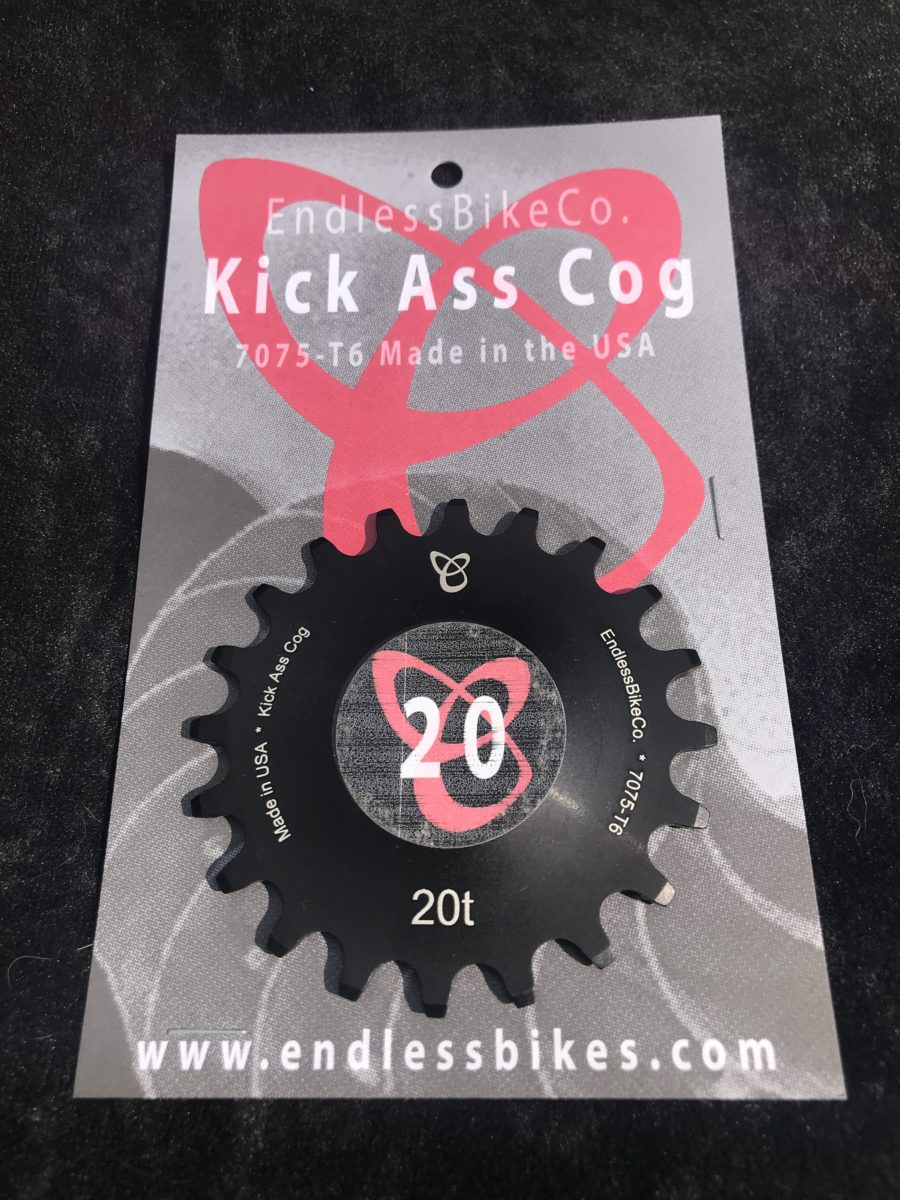 EndlessBikeCo.
Kick Ass Cog
7075-T6 Made in the USA
Made in USA * Kick Ass Cog
EndlessBikeCo. * 7075-T6
20
20t
www.endlessbikes.com